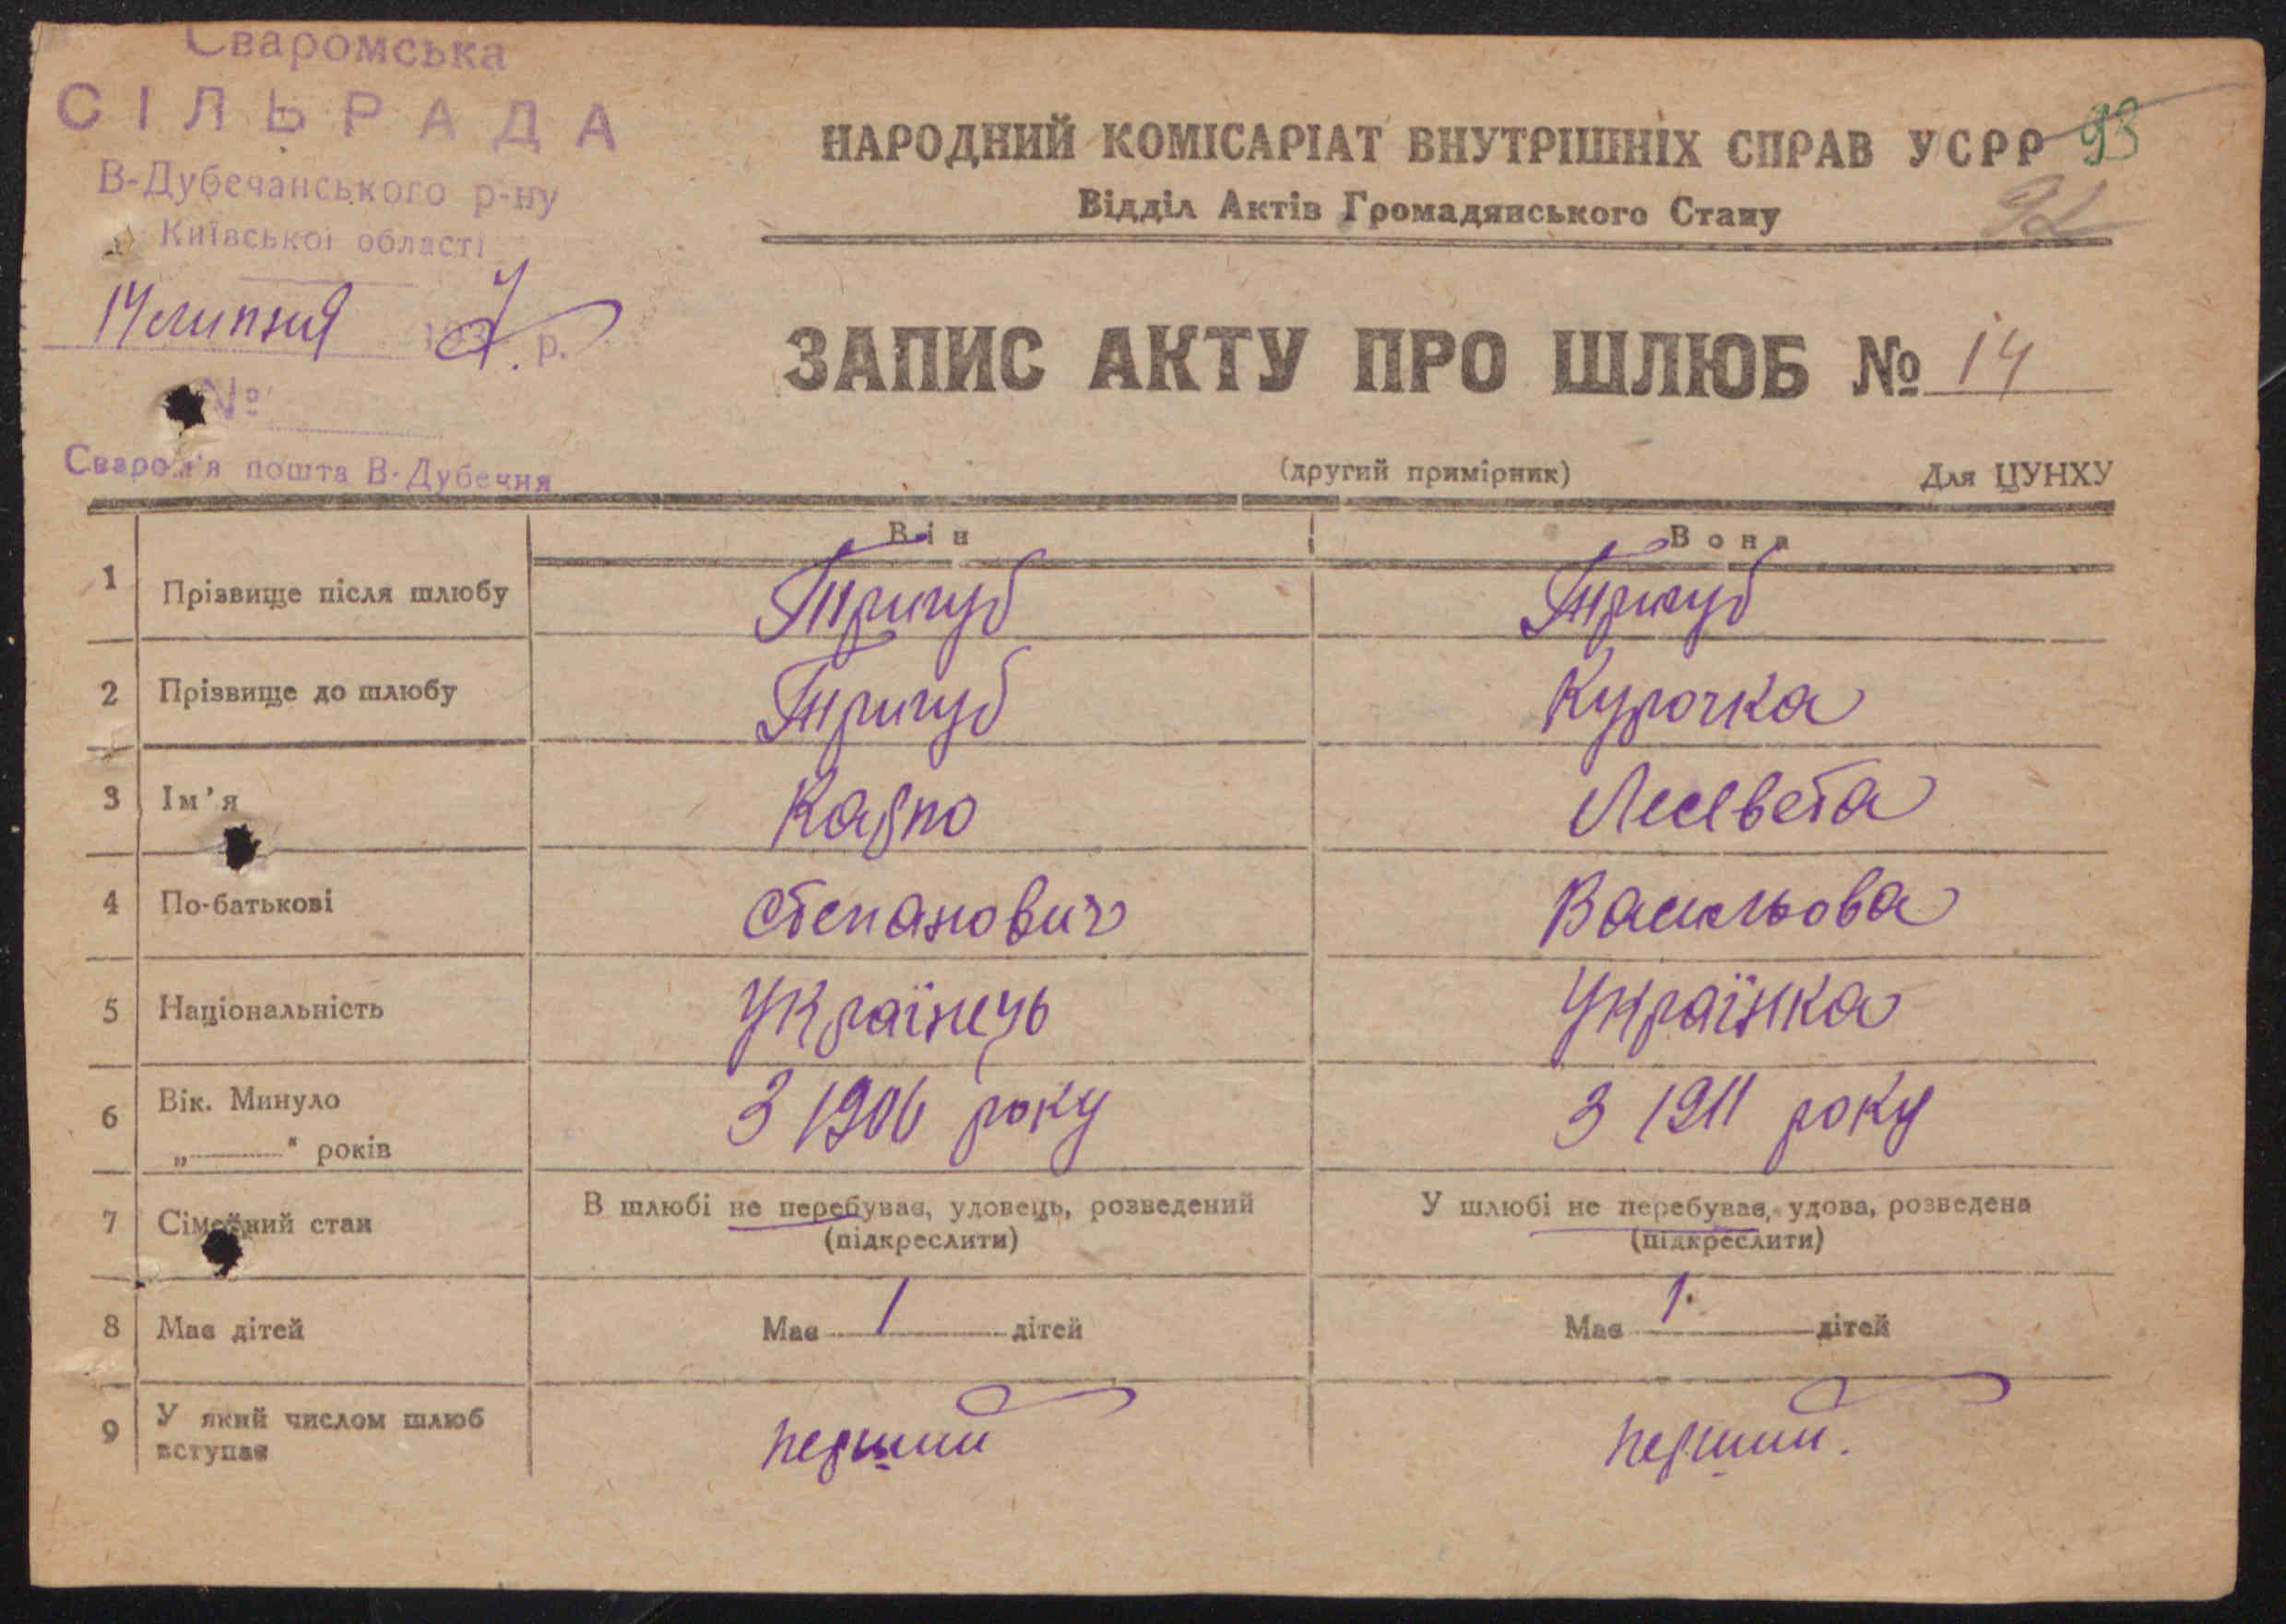 Сваромська
СІЛЬРАДА
В-Дубечанського р-ну
Київської області
14 липня 1937 р.
№
Сваром'я пошта В-Дубечня
НАРОДНИЙ КОМІСАРІАТ ВНУТРІШНІХ СПРАВ УСРР 93
Відділ Актів Громадянського Стану 92
ЗАПИС АКТУ ПРО ШЛЮБ № 14
(другий примірник) Для ЦУНХУ
Він Вона
1 Прізвище після шлюбу Тригуб Тригуб
2 Прізвище до шлюбу Тригуб Курочка
3 Ім'я Карпо Лисвета
4 По-батькові Степанович Васильова
5 Національність Українець Українка
6 Вік. Минуло
„ “ років З 1906 року З 1911 року
7 Сімейний стан В шлюбі не перебував, удовець, розведений У шлюбі не перебував, удова, розведена
(підкреслити) (підкреслити)
8 Має дітей Має 1 дітей Має 1 дітей
9 У який числом шлюб
вступає перший перший.